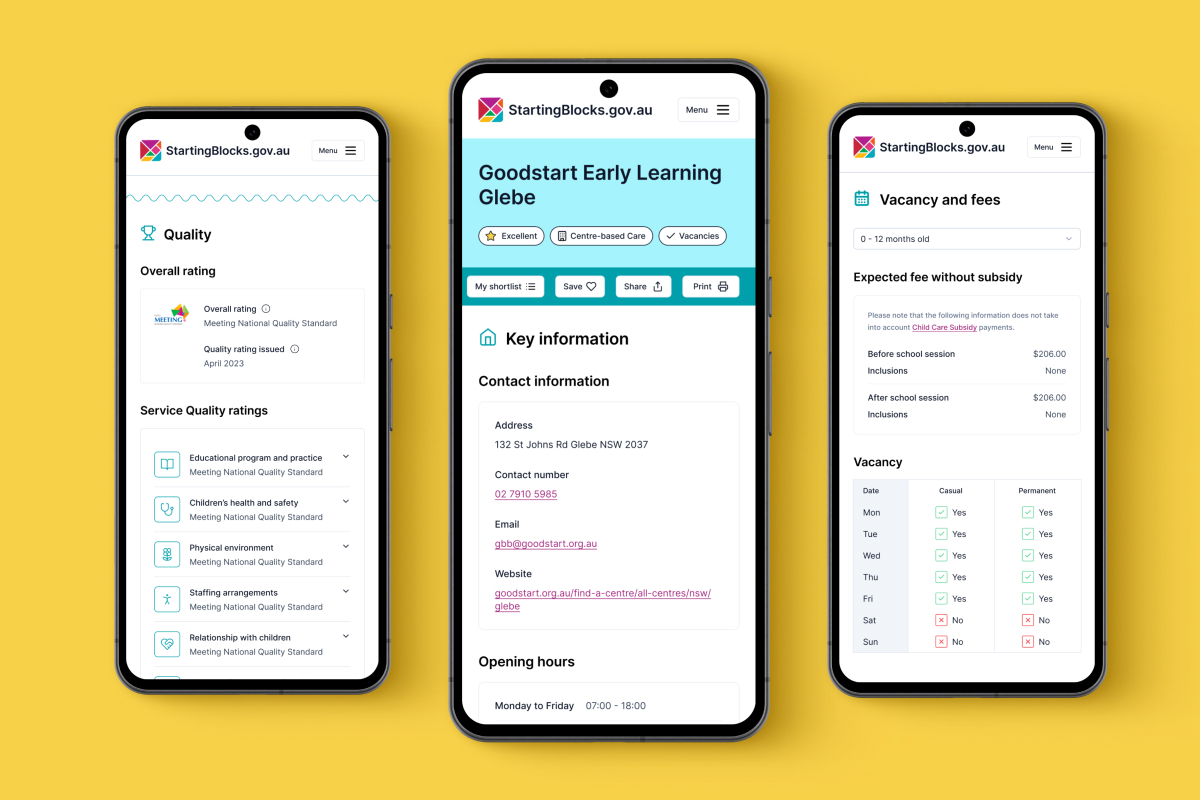 StartingBlocks.gov.au
Menu
Quality
Overall rating
MEETING
Overall rating
Meeting National Quality Standard
Quality rating issued
April 2023
Service Quality ratings
Educational program and practice
Meeting National Quality Standard
Children's health and safety
Meeting National Quality Standard
Physical environment
Meeting National Quality Standard
Staffing arrangements
Meeting National Quality Standard
Relationship with children
Meeting National Quality Standard
StartingBlocks.gov.au
Menu
Goodstart Early Learning
Glebe
Excellent
Centre-based Care
Vacancies
My shortlist
Save
Share
Print
Key information
Contact information
Address
132 St Johns Rd Glebe NSW 2037
Contact number
02 7910 5985
Email
gbb@goodstart.org.au
Website
goodstart.org.au/find-a-centre/all-centres/nsw/
glebe
Opening hours
Monday to Friday 07:00 - 18:00
StartingBlocks.gov.au
Menu
Vacancy and fees
0 - 12 months old
Expected fee without subsidy
Please note that the following information does not take
into account Child Care Subsidy payments.
Before school session $206.00
Inclusions None
After school session $206.00
Inclusions None
Vacancy
Date Casual Permanent
Mon Yes Yes
Tue Yes Yes
Wed Yes Yes
Thu Yes Yes
Fri Yes Yes
Sat No No
Sun No No